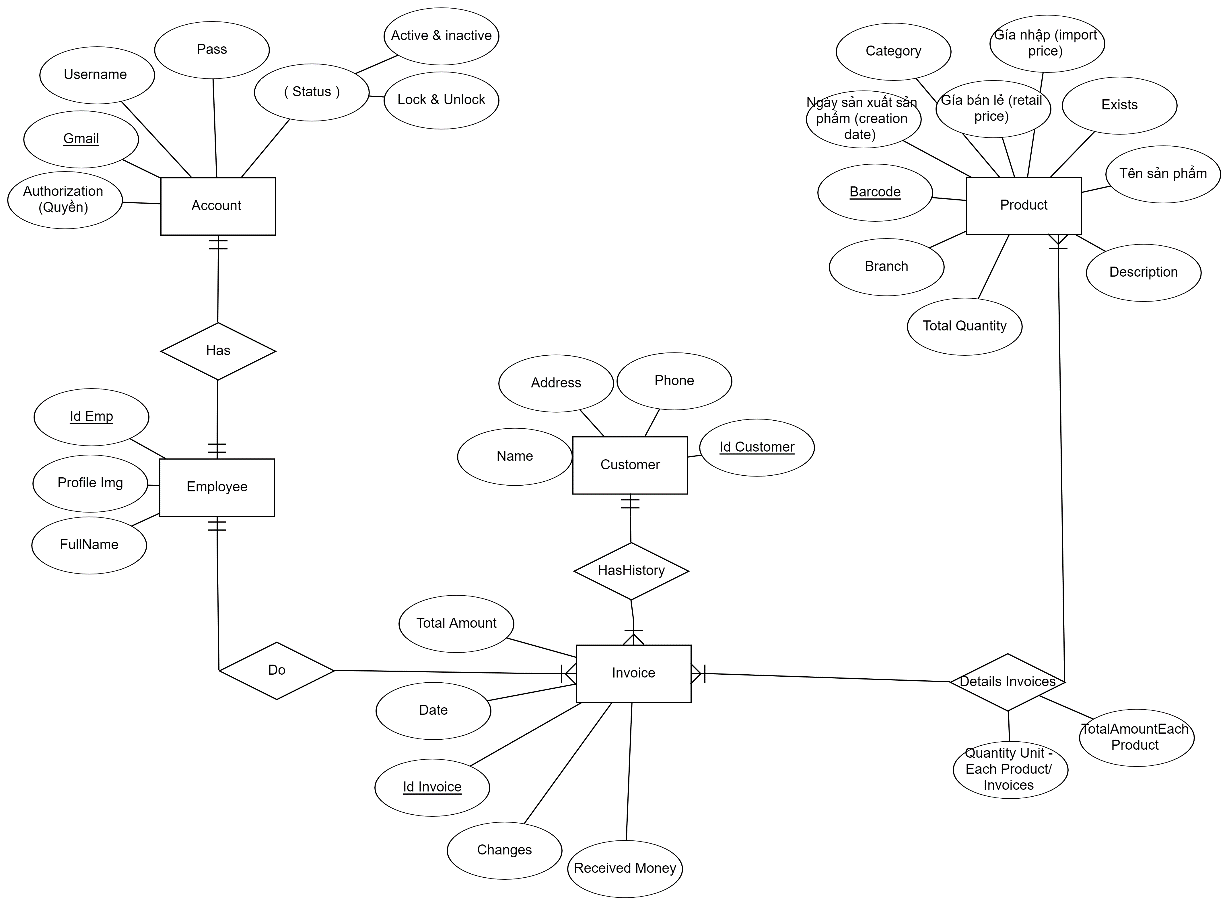 Active & inactive
Pass
( Status )
Username
Lock & Unlock
Gmail
Authorization
(Quyền)
Account
Has
Id Emp
Profile Img
Employee
FullName
Do
Gía nhập (import
price)
Category
Ngày sản xuất sản
phẩm (creation
date)
Gía bán lẻ (retail
price)
Exists
Tên sản phẩm
Barcode
Product
Branch
Description
Total Quantity
Address
Phone
Name
Customer
Id Customer
HasHistory
Total Amount
Invoice
Date
Id Invoice
Changes
Received Money
Details Invoices
TotalAmountEach
Product
Quantity Unit -
Each Product/
Invoices